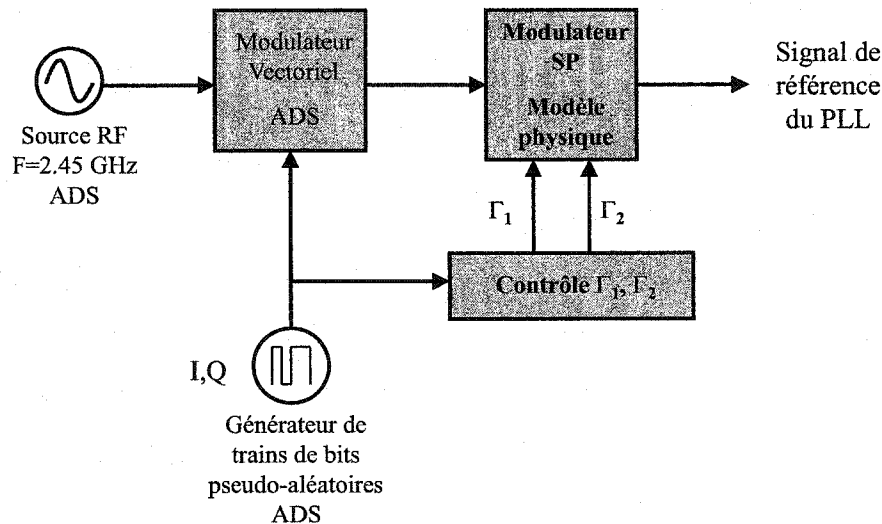 Modulateur
Vectoriel
ADS
Modulateur
SP
Modèle
physique
Signal de
référence
du PLL
Source RF
F=2.45 GHz
ADS
Γ1
Γ2
Contrôle Γ1, Γ2
I,Q
Générateur de
trains de bits
pseudo-aléatoires
ADS